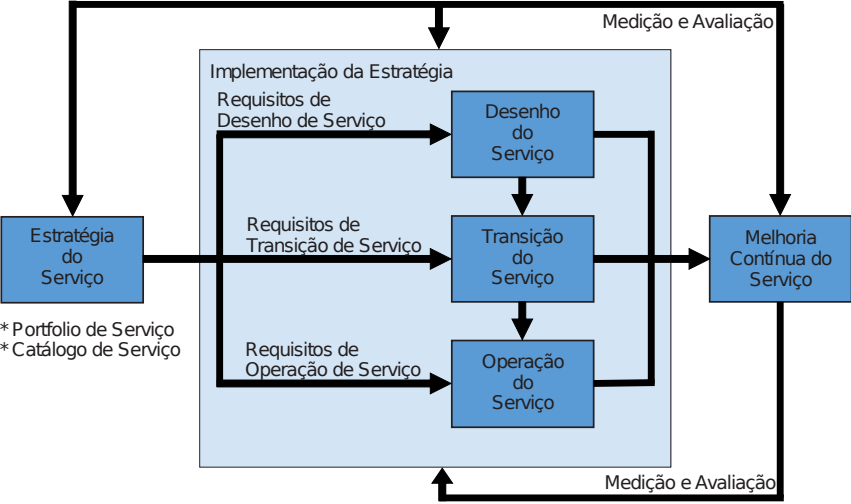 Medição e Avaliação
Implementação da Estratégia
Requisitos de
Desenho de Serviço
Desenho
do
Serviço
Estratégia
do
Serviço
Requisitos de
Transição de Serviço
Transição
do
Serviço
Melhoria
Contínua do
Serviço
* Portfolio de Serviço
* Catálogo de Serviço
Requisitos de
Operação de Serviço
Operação
do
Serviço
Medição e Avaliação